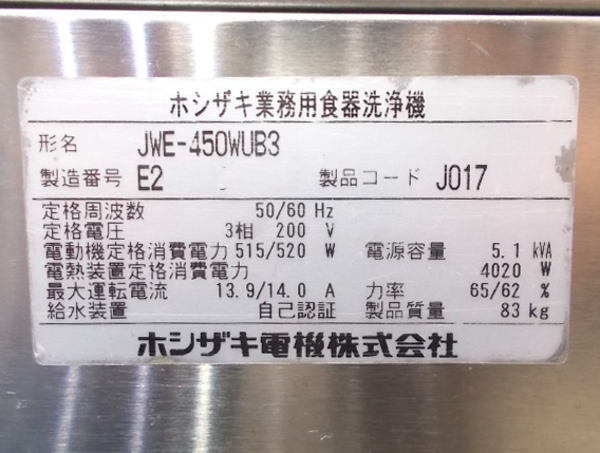 ホシザキ業務用食器洗浄機
形名 JWE-450WUB3
製造番号 E2 製品コード J017
定格周波数 50/60 Hz
定格電圧 3相 200 V
電動機定格消費電力 515/520 W 電源容量 5.1 kVA
電熱装置定格消費電力 4020 W
最大運転電流 13.9/14.0 A 力率 65/62 %
給水装置 自己認証 製品質量 83 kg
ホシザキ電機株式会社